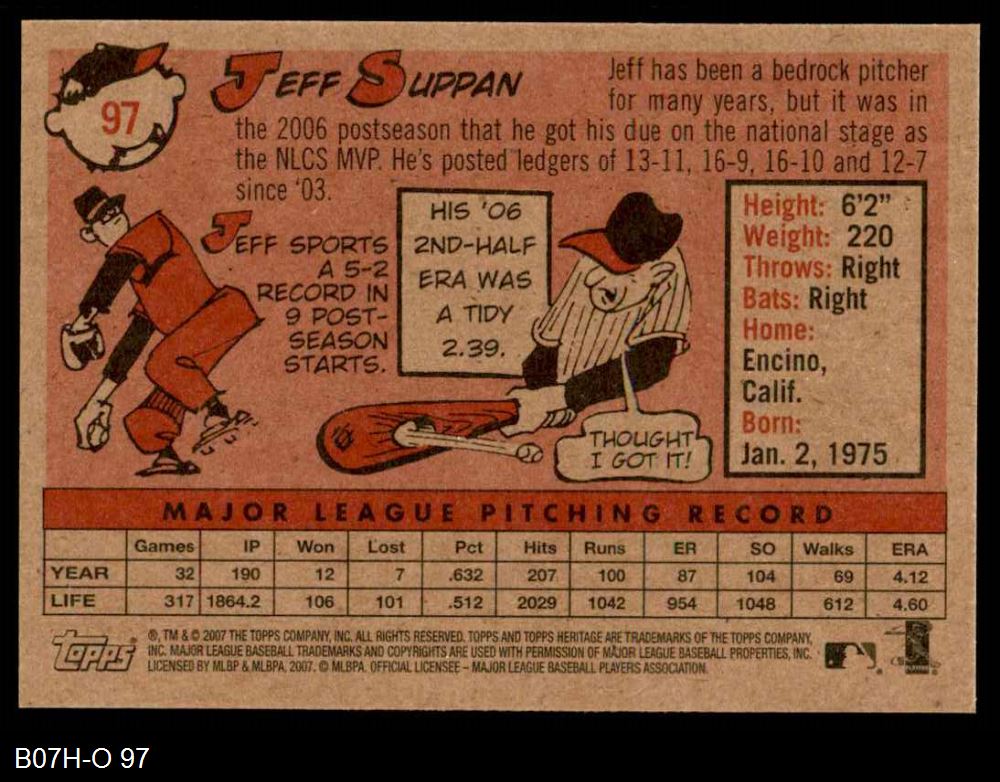 97
JEFF SUPPAN
Jeff has been a bedrock pitcher
for many years, but it was in
the 2006 postseason that he got his due on the national stage as
the NLCS MVP. He's posted ledgers of 13-11, 16-9, 16-10 and 12-7
since '03.
JEFF SPORTS
A 5-2
RECORD IN
9 POST-
SEASON
STARTS.
HIS '06
2ND-HALF
ERA WAS
A TIDY
2.39.
THOUGHT
I GOT IT!
Height: 6'2"
Weight: 220
Throws: Right
Bats: Right
Home:
Encino,
Calif.
Born:
Jan. 2, 1975
MAJOR LEAGUE PITCHING RECORD
Games IP Won Lost Pct Hits Runs ER SO Walks ERA
YEAR 32 190 12 7 .632 207 100 87 104 69 4.12
LIFE 317 1864.2 106 101 .512 2029 1042 954 1048 612 4.60
Topps
®, TM & © 2007 THE TOPPS COMPANY, INC. ALL RIGHTS RESERVED. TOPPS AND TOPPS HERITAGE ARE TRADEMARKS OF THE TOPPS COMPANY,
INC. MAJOR LEAGUE BASEBALL TRADEMARKS AND COPYRIGHTS ARE USED WITH PERMISSION OF MAJOR LEAGUE BASEBALL PROPERTIES, INC.
LICENSED BY MLBP & MLBPA, 2007. © MLBPA. OFFICIAL LICENSEE – MAJOR LEAGUE BASEBALL PLAYERS ASSOCIATION.
B07H-O 97